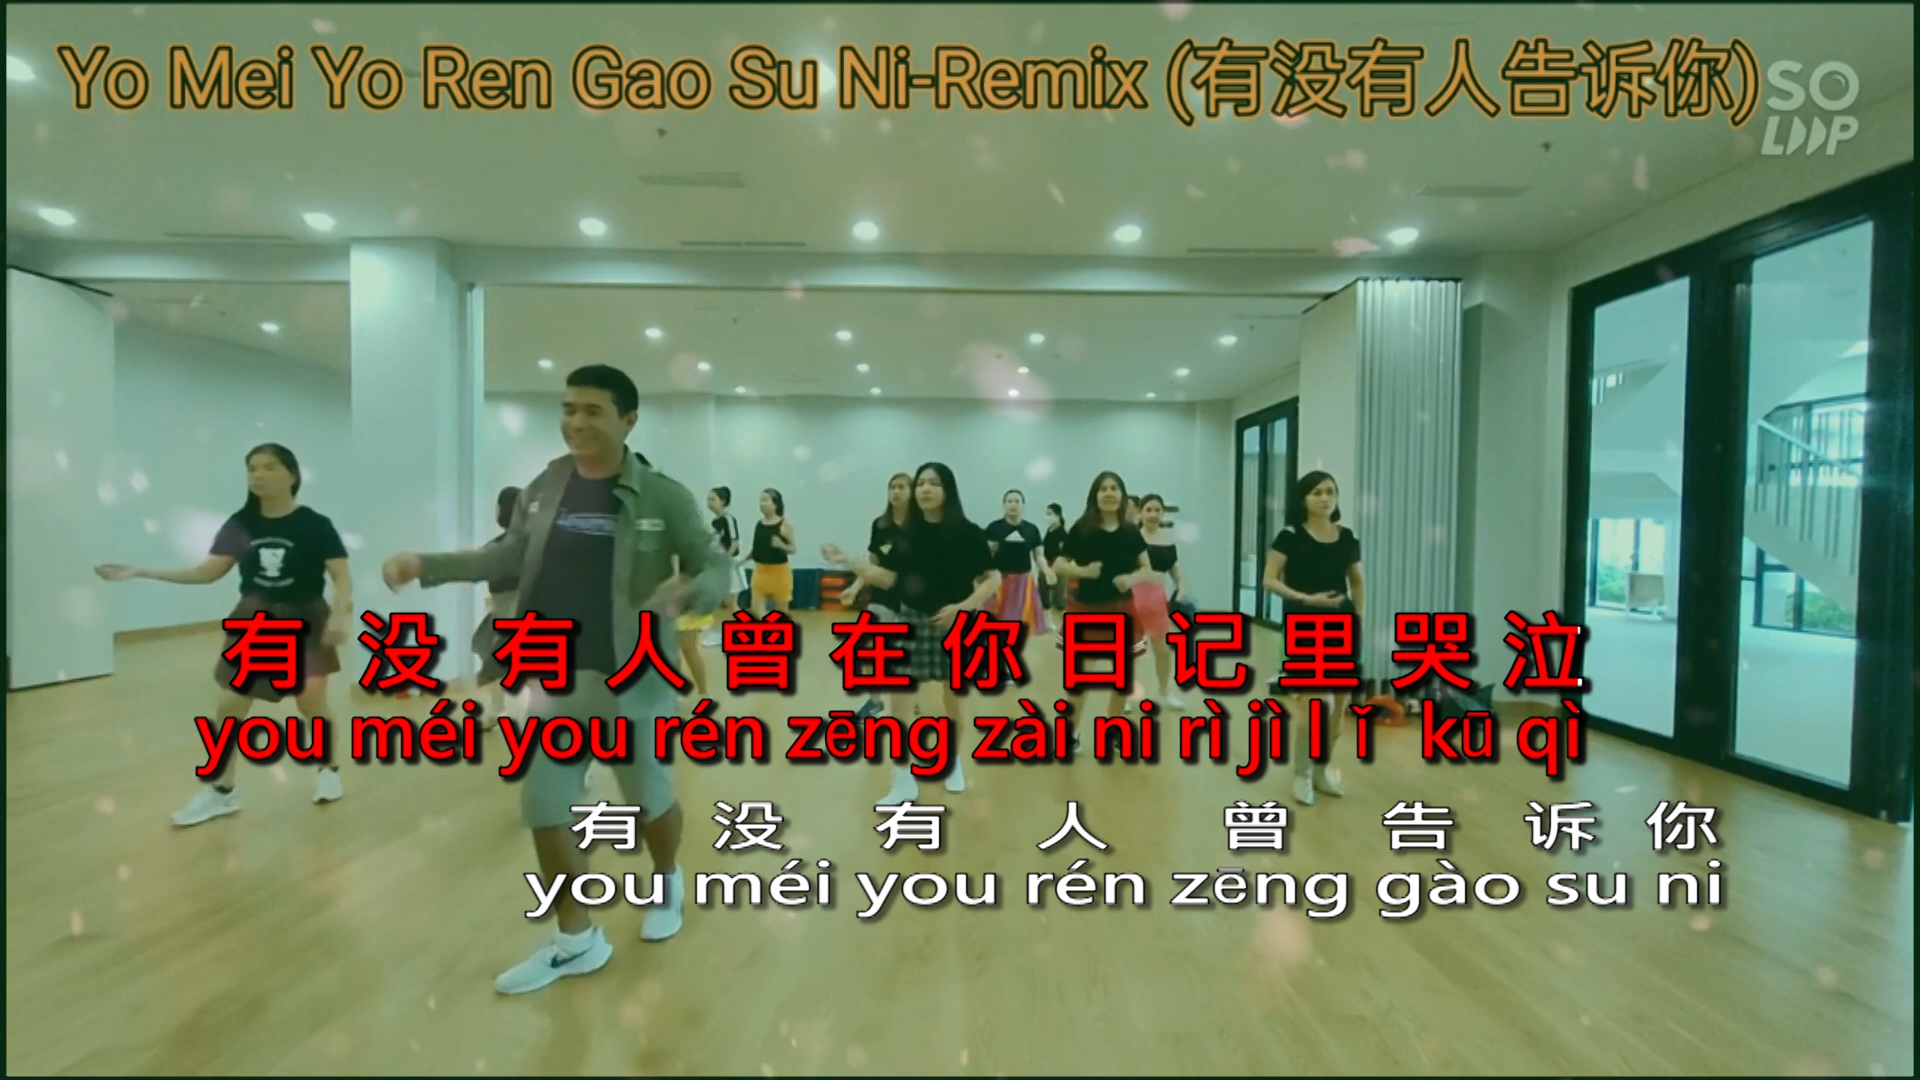 Yo Mei Yo Ren Gao Su Ni-Remix (有没有人告诉你)
SO
LOOP
有没有人曾在你日记里哭泣
you méi you rén zēng zài ni rì jì lǐ kū qì
有没有人曾告诉你
you méi you rén zēng gào su ni